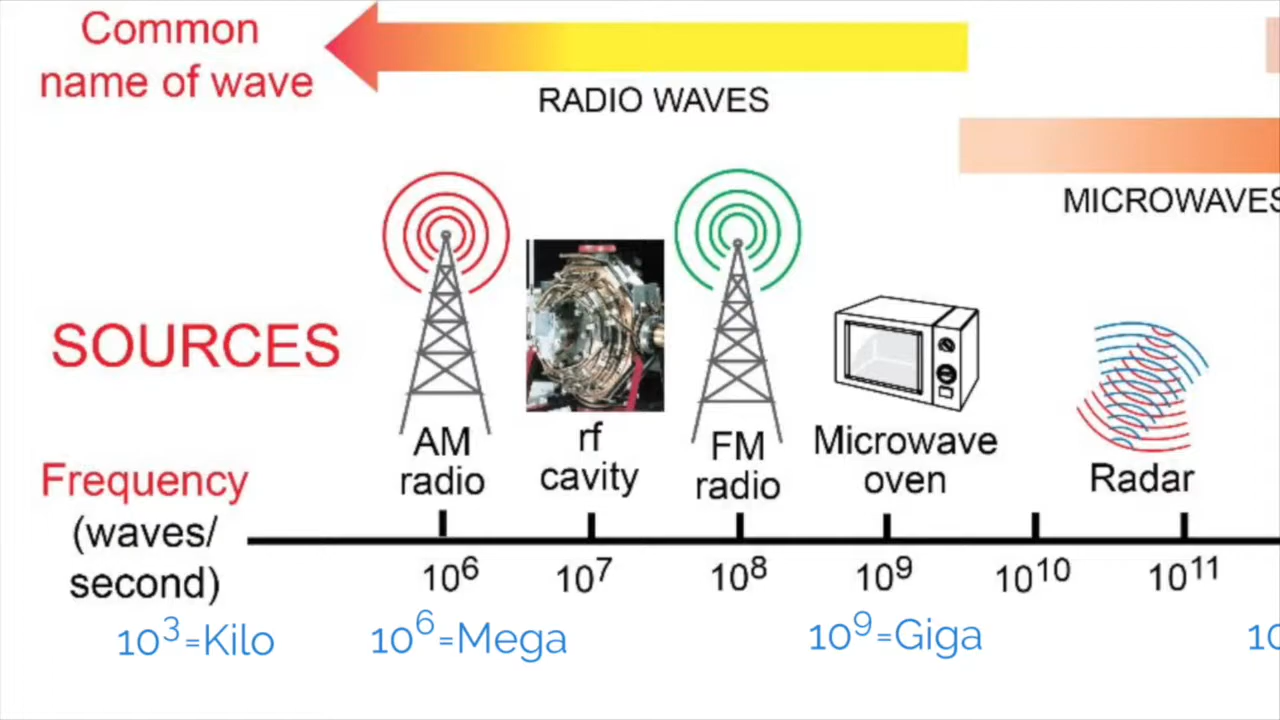 Common
name of wave
RADIO WAVES
MICROWAVES
SOURCES
AM
radio
rf
cavity
FM
radio
Microwave
oven
Radar
Frequency
(waves/
second)
10⁶ 10⁷ 10⁸ 10⁹ 10¹⁰ 10¹¹
10³=Kilo 10⁶=Mega 10⁹=Giga